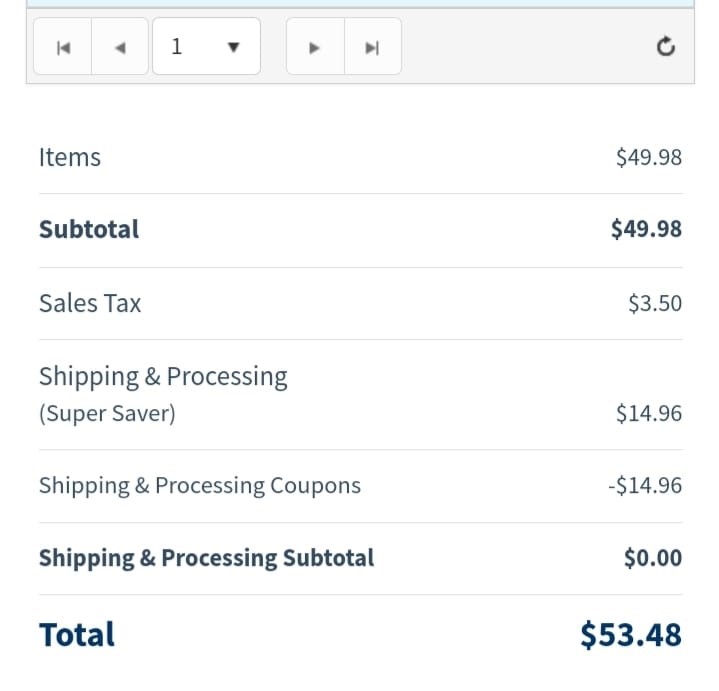 1
Items $49.98
Subtotal $49.98
Sales Tax $3.50
Shipping & Processing
(Super Saver) $14.96
Shipping & Processing Coupons -$14.96
Shipping & Processing Subtotal $0.00
Total $53.48